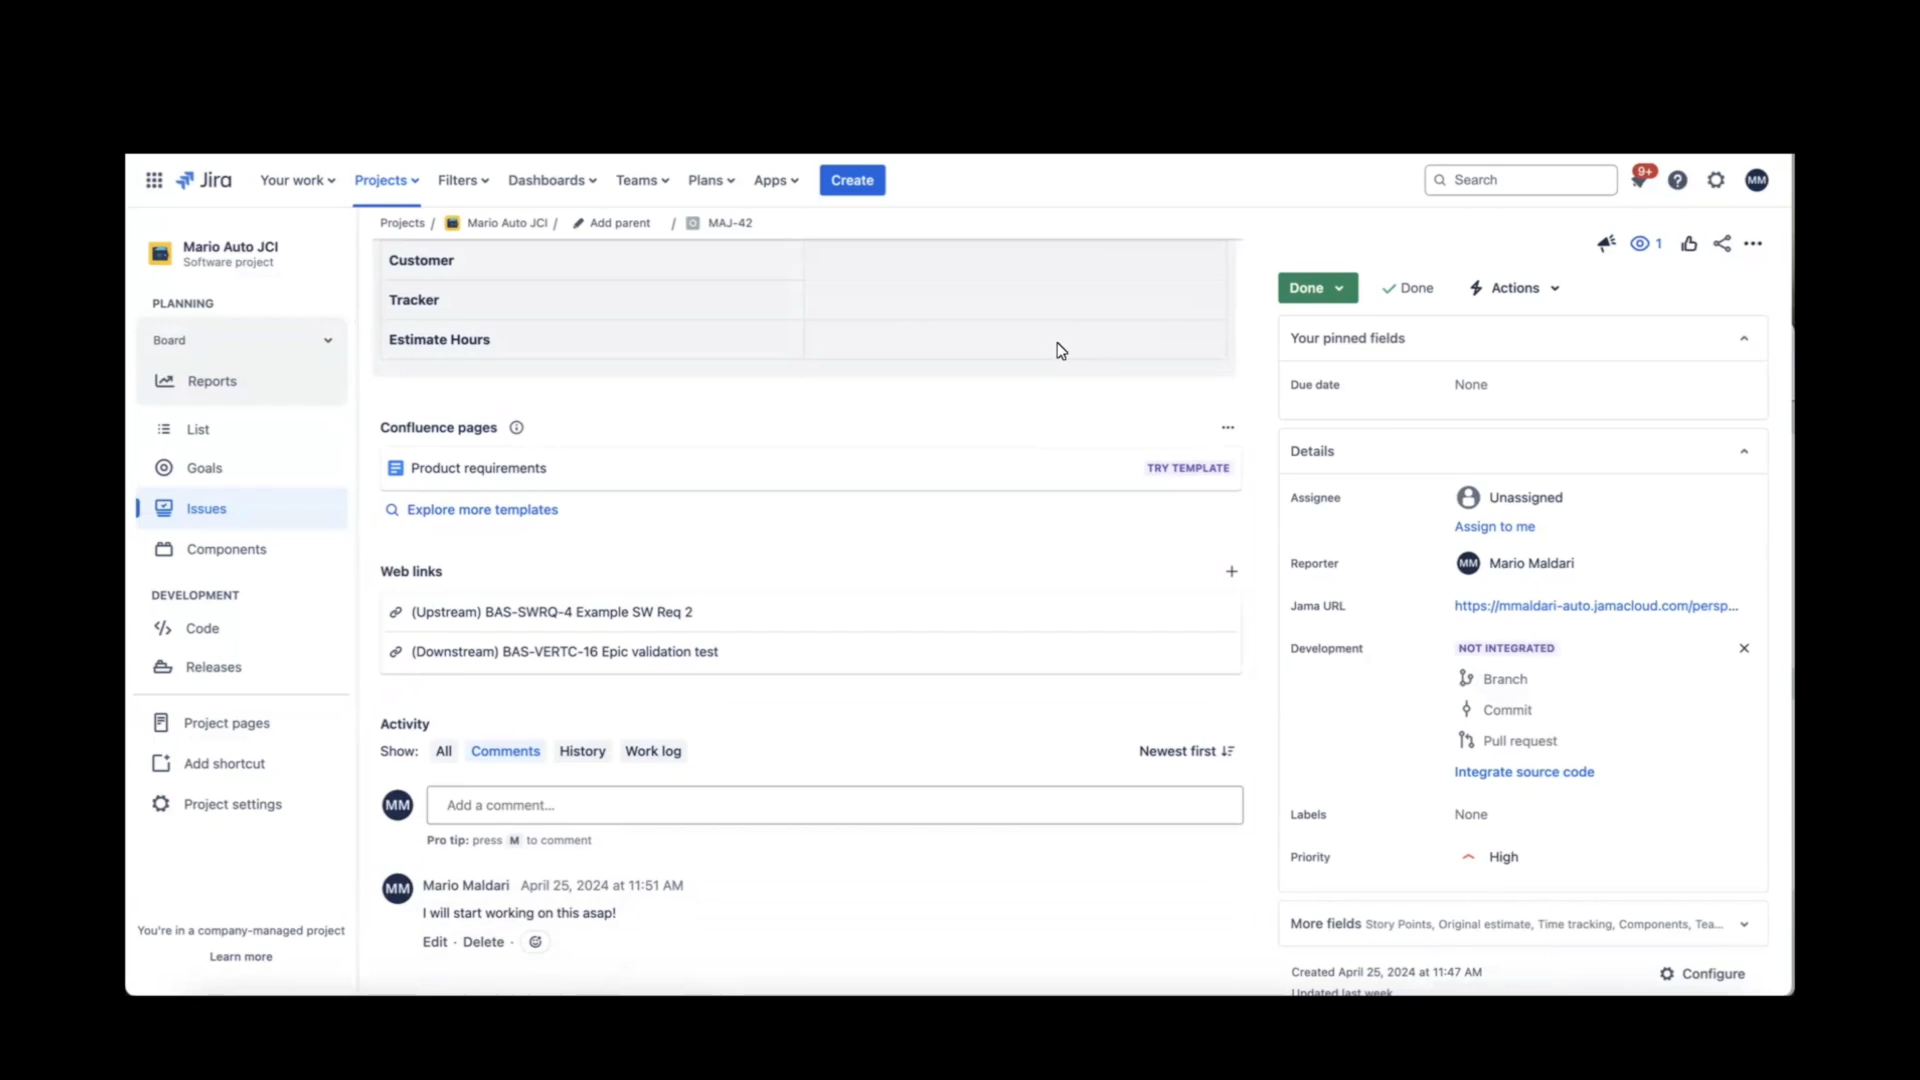 Jira
Your work
Projects
Filters
Dashboards
Teams
Plans
Apps
Create
Search
9+
MM
Mario Auto JCI
Software project
PLANNING
Board
Reports
List
Goals
Issues
Components
DEVELOPMENT
Code
Releases
Project pages
Add shortcut
Project settings
You're in a company-managed project
Learn more
Projects / Mario Auto JCI / Add parent / MAJ-42
Customer
Tracker
Estimate Hours
Confluence pages
Product requirements TRY TEMPLATE
Explore more templates
Web links
(Upstream) BAS-SWRQ-4 Example SW Req 2
(Downstream) BAS-VERTC-16 Epic validation test
Activity
Show: All Comments History Work log Newest first
MM Add a comment...
Pro tip: press M to comment
MM Mario Maldari April 25, 2024 at 11:51 AM
I will start working on this asap!
Edit · Delete ·
1
Done Done Actions
Your pinned fields
Due date None
Details
Assignee Unassigned
Assign to me
Reporter MM Mario Maldari
Jama URL https://mmaldari-auto.jamacloud.com/persp...
Development NOT INTEGRATED
Branch
Commit
Pull request
Integrate source code
Labels None
Priority High
More fields Story Points, Original estimate, Time tracking, Components, Tea...
Created April 25, 2024 at 11:47 AM Configure
Updated last week